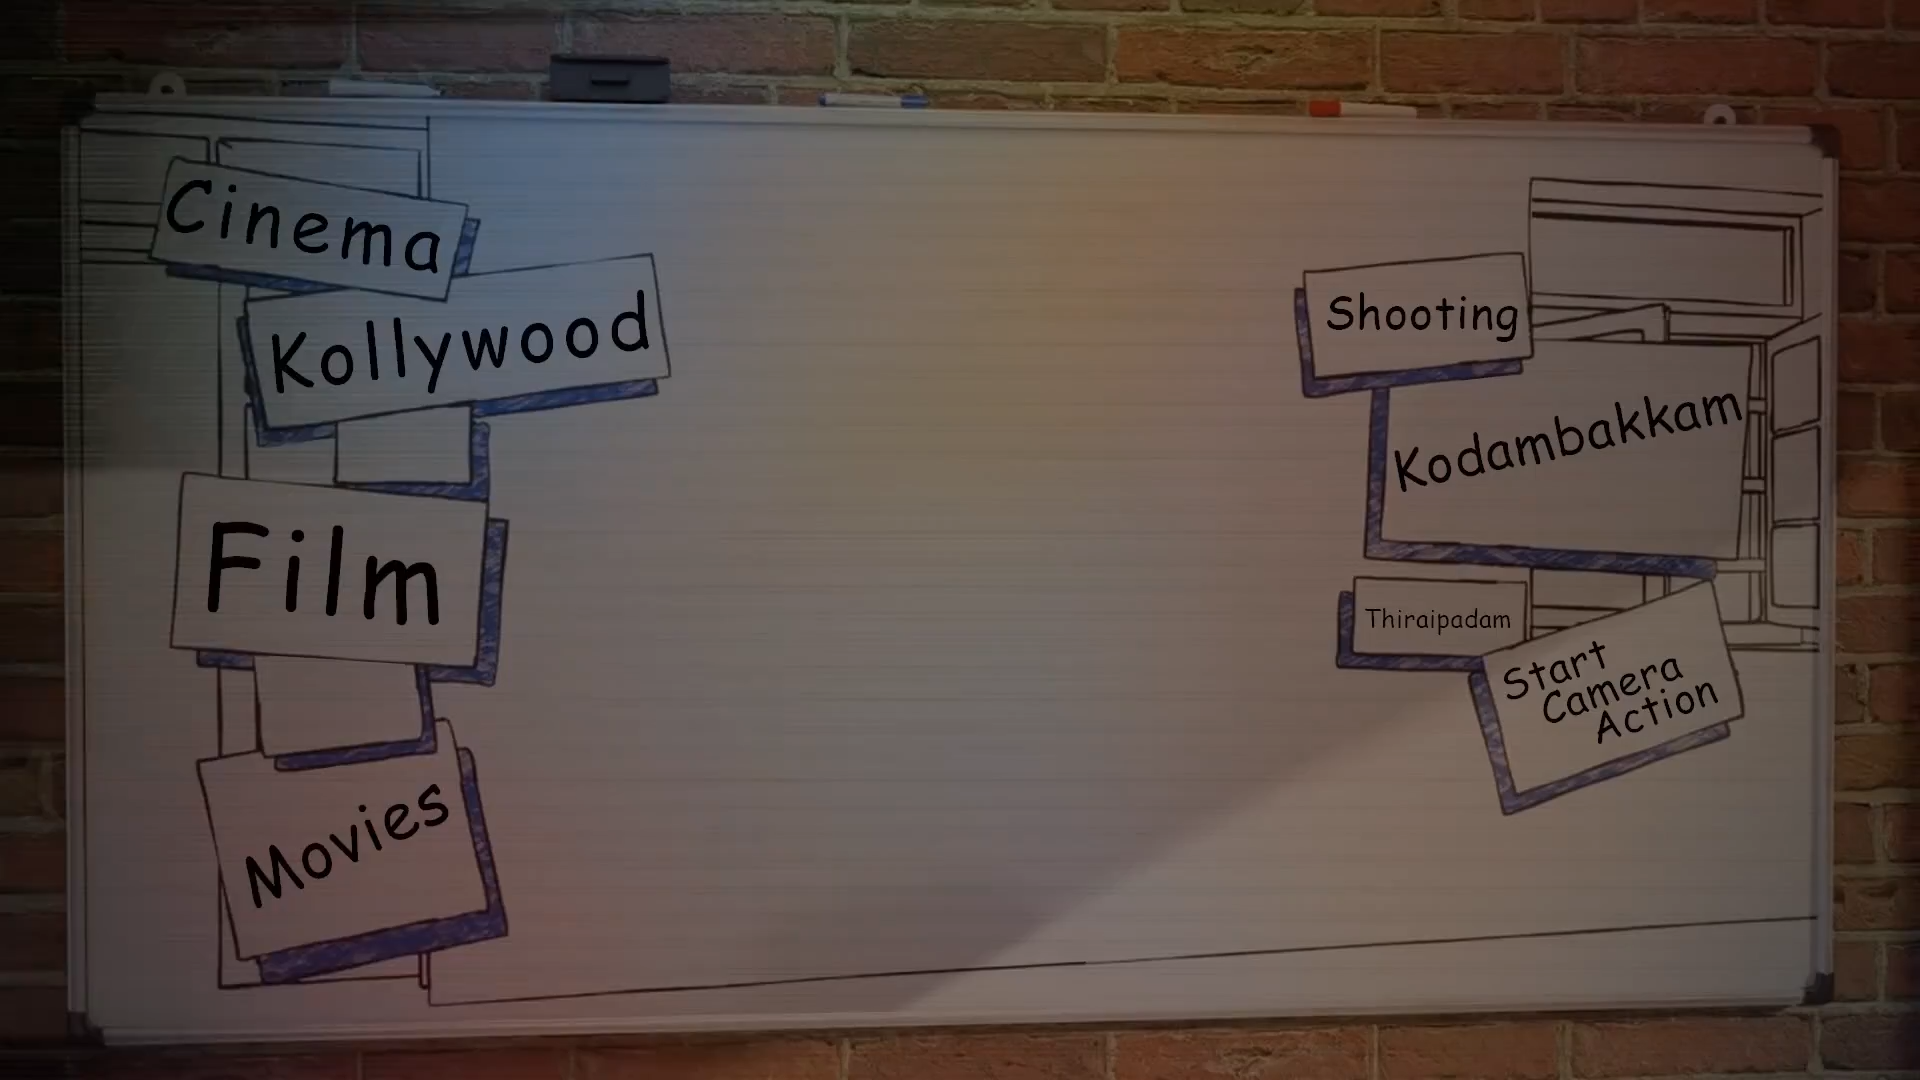 Cinema
Kollywood
Film
Movies
Shooting
Kodambakkam
Thiraipadam
Start
Camera
Action